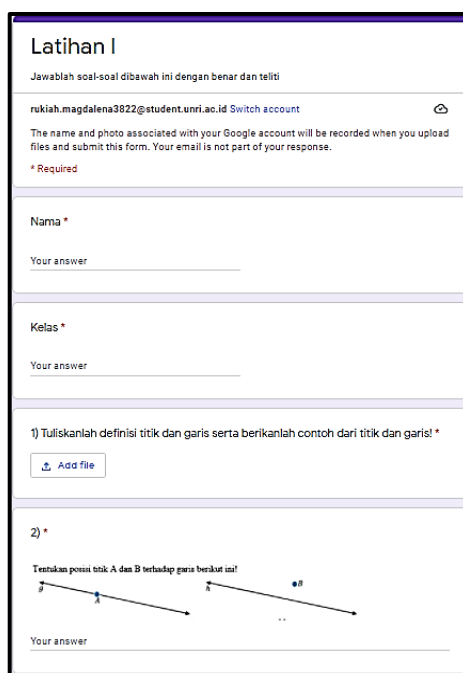 Latihan I
Jawablah soal-soal dibawah ini dengan benar dan teliti
rukiah.magdalena3822@student.unri.ac.id Switch account
The name and photo associated with your Google account will be recorded when you upload
files and submit this form. Your email is not part of your response.
* Required
Nama *
Your answer
Kelas *
Your answer
1) Tuliskanlah definisi titik dan garis serta berikanlah contoh dari titik dan garis! *
Add file
2) *
Tentukan posisi titik A dan B terhadap garis berikut ini!
g A h B
Your answer